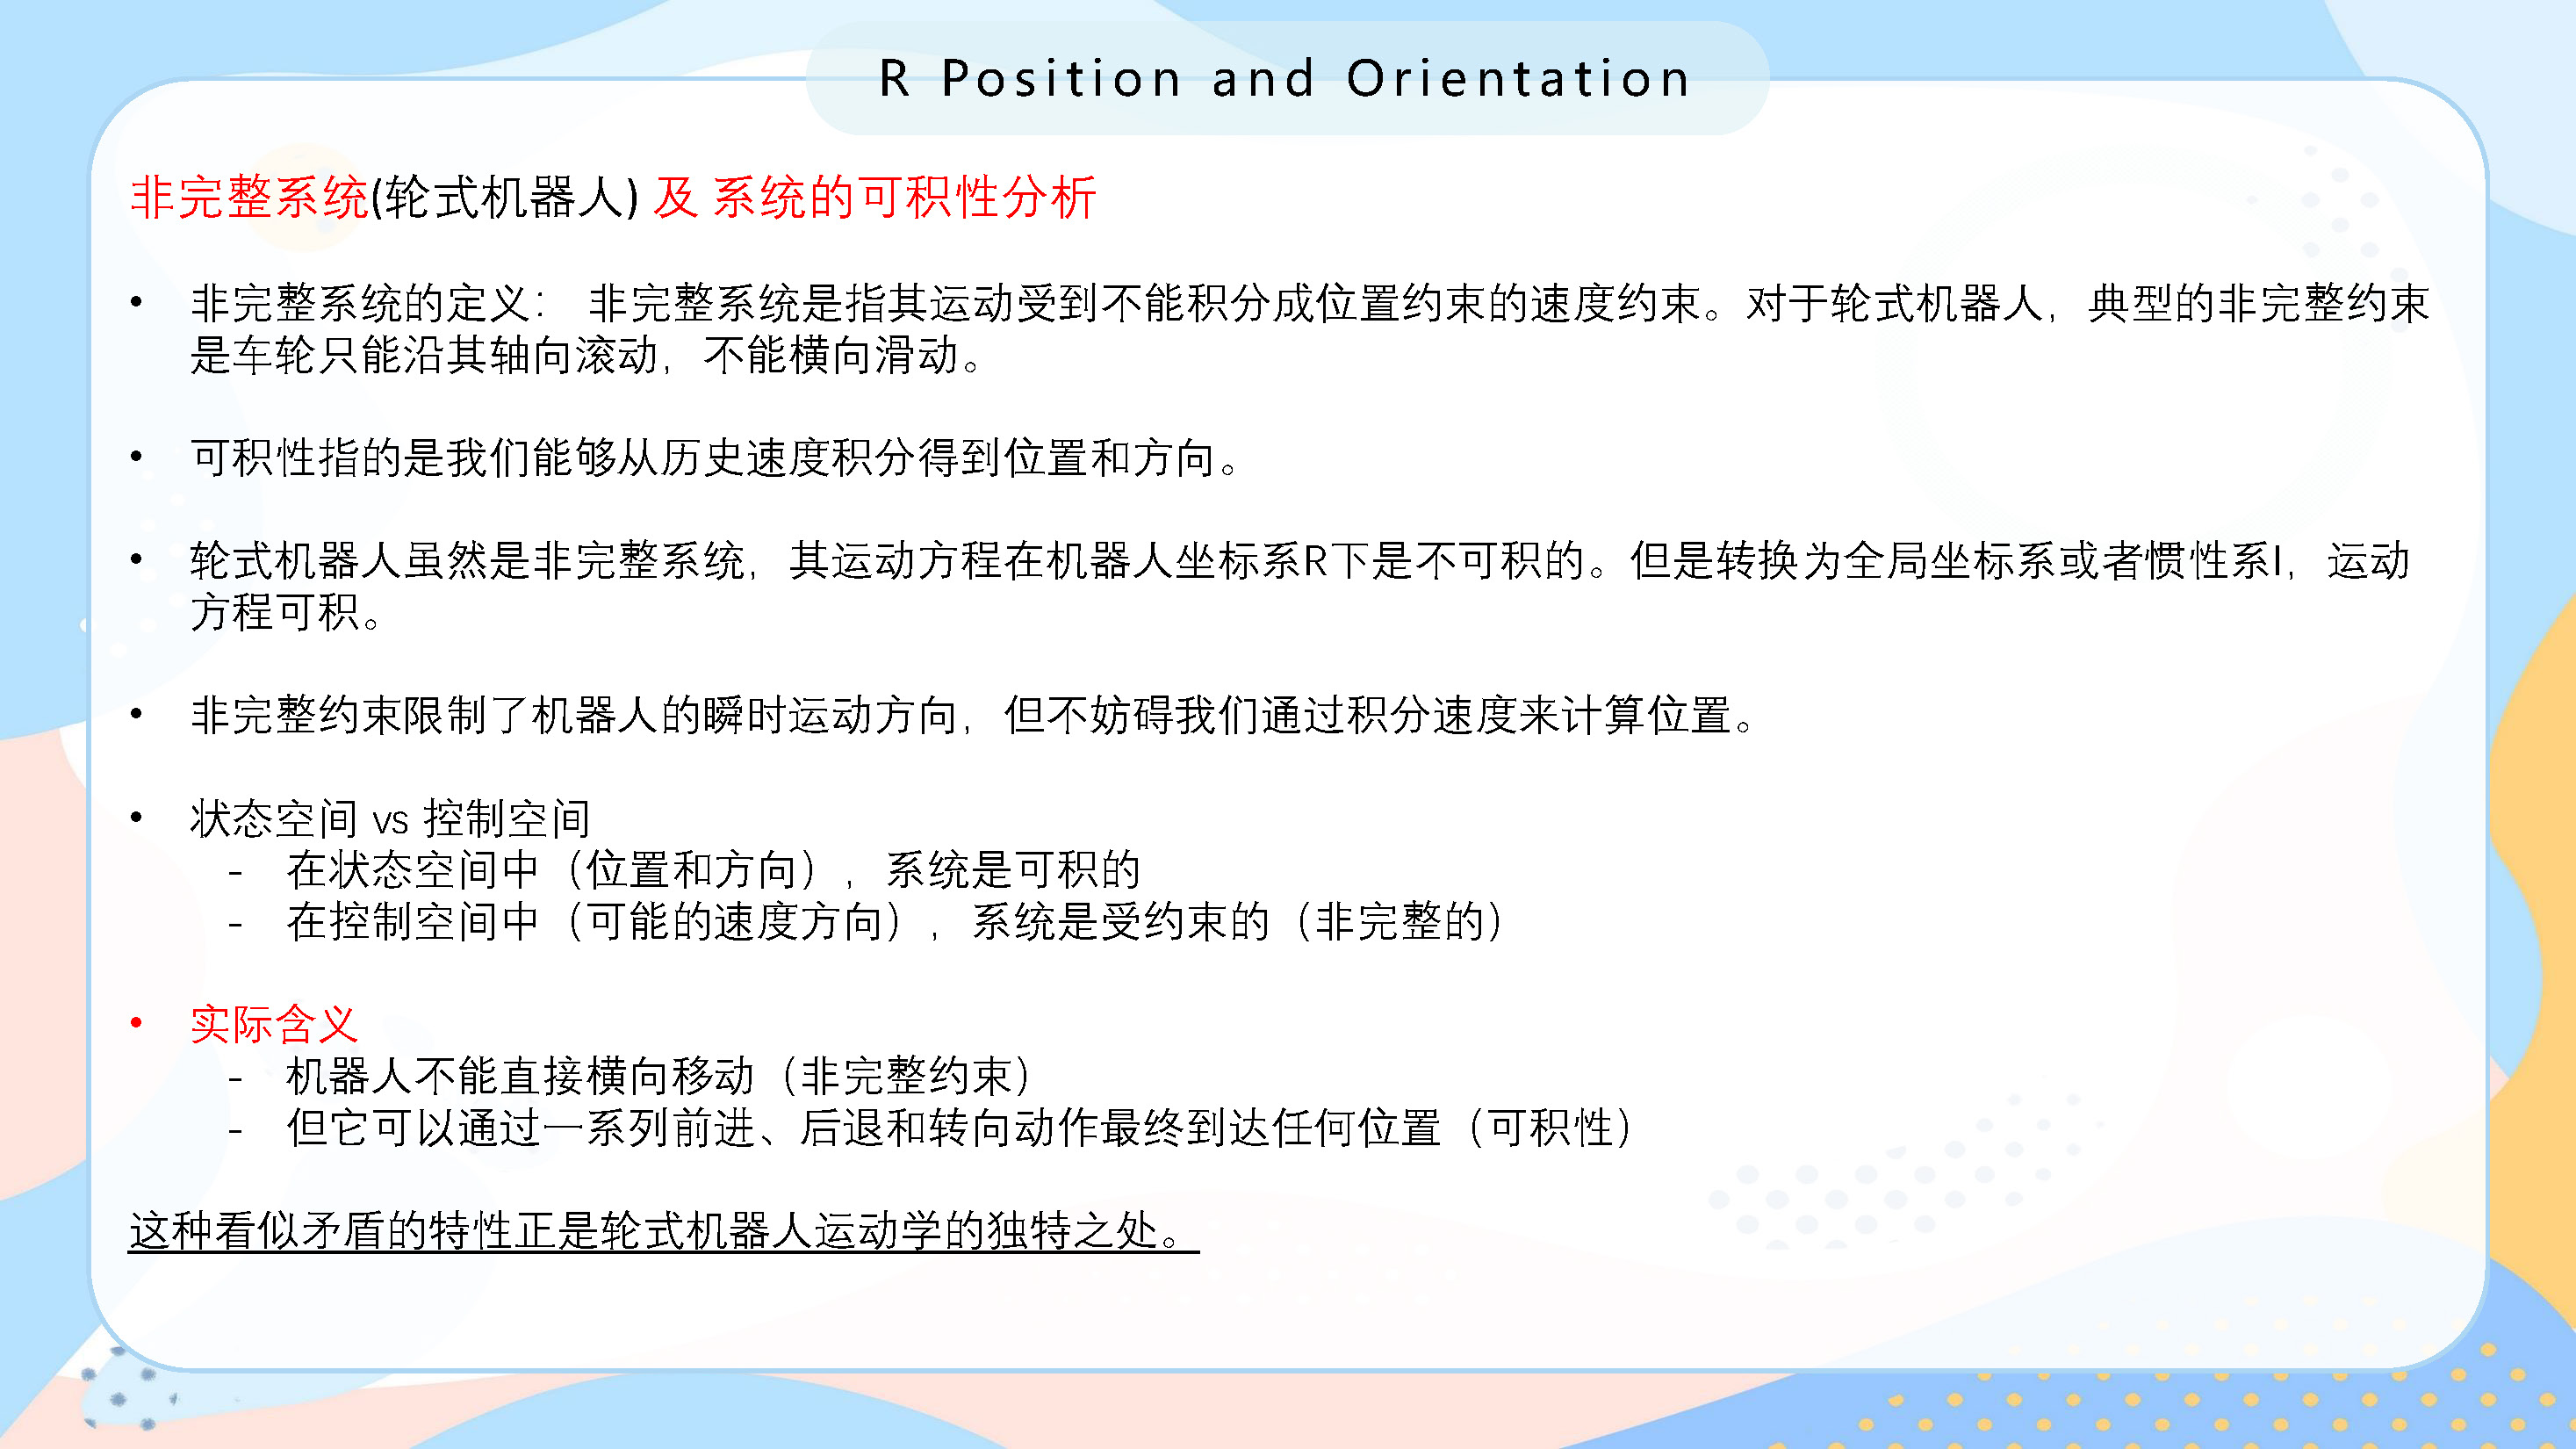 R Position and Orientation
非完整系统(轮式机器人) 及 系统的可积性分析
• 非完整系统的定义： 非完整系统是指其运动受到不能积分成位置约束的速度约束。对于轮式机器人，典型的非完整约束
是车轮只能沿其轴向滚动，不能横向滑动。
• 可积性指的是我们能够从历史速度积分得到位置和方向。
• 轮式机器人虽然是非完整系统，其运动方程在机器人坐标系R下是不可积的。但是转换为全局坐标系或者惯性系I，运动
方程可积。
• 非完整约束限制了机器人的瞬时运动方向，但不妨碍我们通过积分速度来计算位置。
• 状态空间 vs 控制空间
- 在状态空间中（位置和方向），系统是可积的
- 在控制空间中（可能的速度方向），系统是受约束的（非完整的）
• 实际含义
- 机器人不能直接横向移动（非完整约束）
- 但它可以通过一系列前进、后退和转向动作最终到达任何位置（可积性）
这种看似矛盾的特性正是轮式机器人运动学的独特之处。